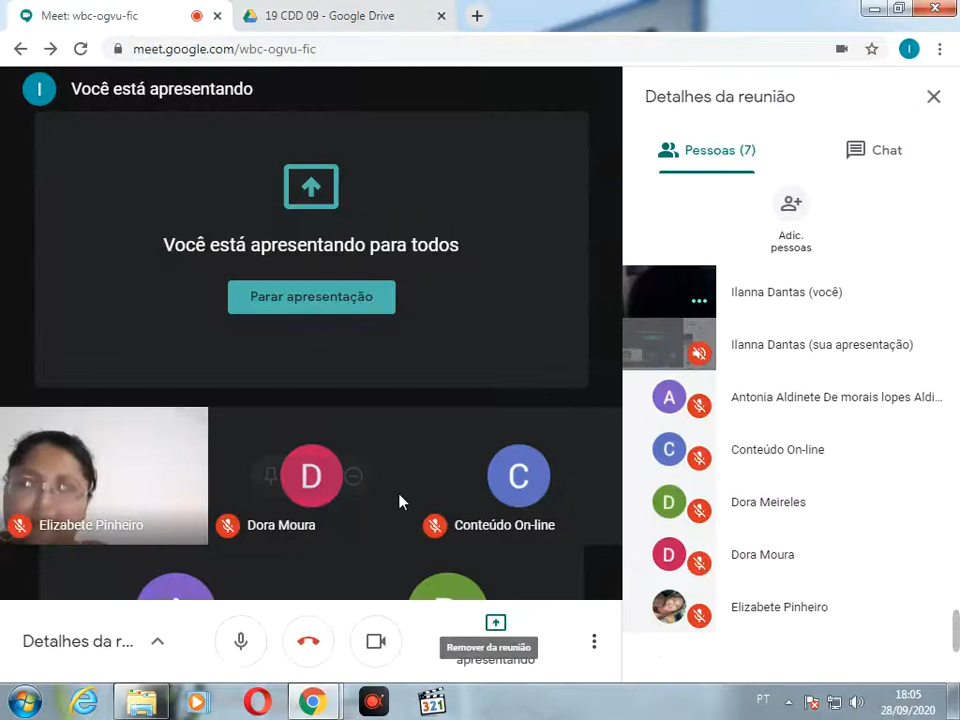 Meet: wbc-ogvu-fic
19 CDD 09 - Google Drive
meet.google.com/wbc-ogvu-fic
I
I
Você está apresentando
Você está apresentando para todos
Parar apresentação
Elizabete Pinheiro
D
Dora Moura
C
Conteúdo On-line
Detalhes da r...
Remover da reunião
apresentando
Detalhes da reunião
Pessoas (7)
Chat
Adic.
pessoas
Ilanna Dantas (você)
Ilanna Dantas (sua apresentação)
A
Antonia Aldinete De morais lopes Aldi...
C
Conteúdo On-line
D
Dora Meireles
D
Dora Moura
Elizabete Pinheiro
321
PT
18:05
28/09/2020